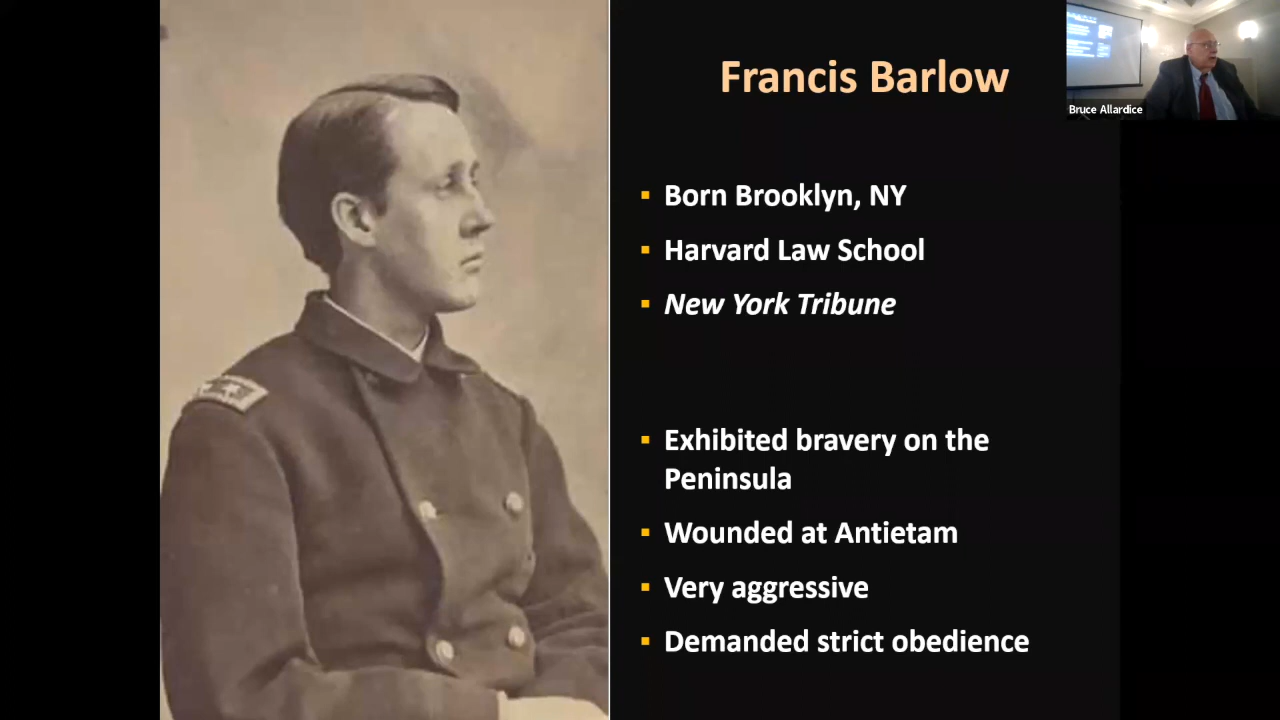 Francis Barlow
Bruce Allardice
Born Brooklyn, NY
Harvard Law School
New York Tribune
Exhibited bravery on the
Peninsula
Wounded at Antietam
Very aggressive
Demanded strict obedience